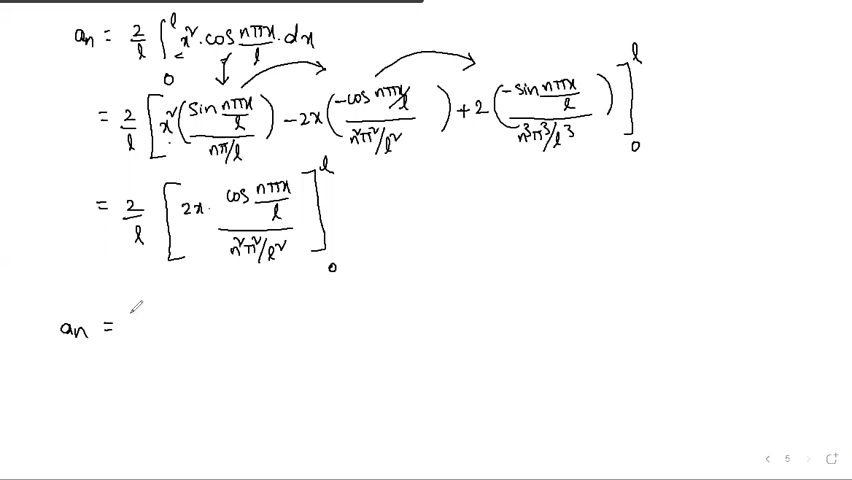 aₙ = 2/l ∫₀ˡ x² · cos nπx/l · dx
= 2/l [ x² ( sin nπx/l / nπ/l ) − 2x ( −cos nπx/l / n²π²/l² ) + 2 ( −sin nπx/l / n³π³/l³ ) ]₀ˡ
= 2/l [ 2x · cos nπx/l / n²π²/l² ]₀ˡ
aₙ =
5